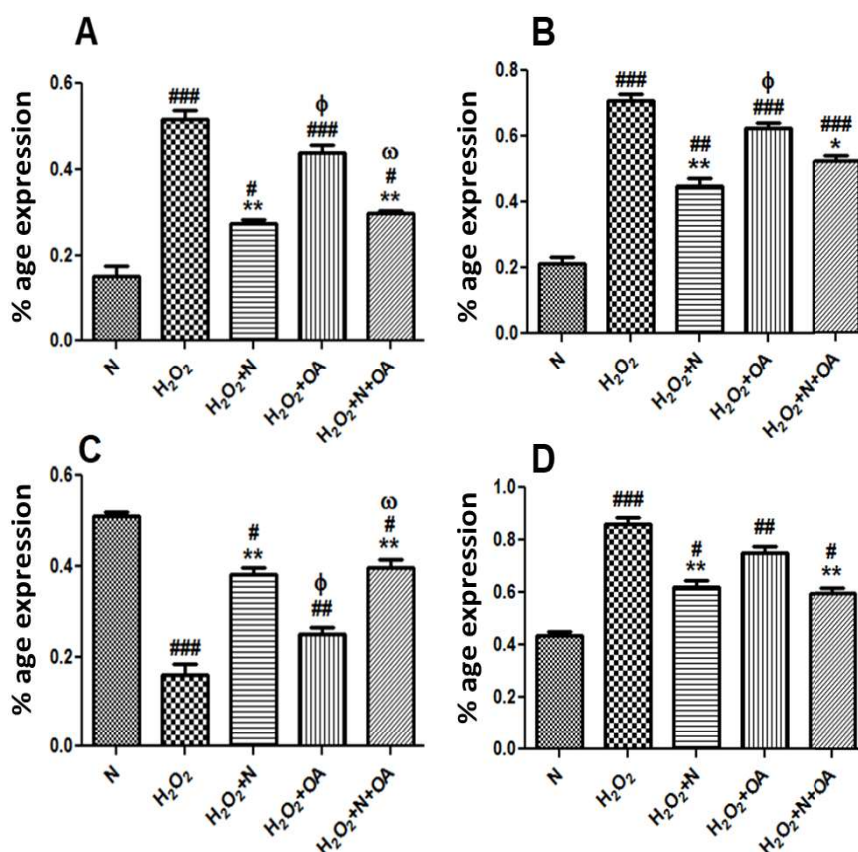 A
% age expression
0.6
0.4
0.2
0.0
###
#
**
ϕ
###
ω
#
**
N
H₂O₂
H₂O₂+N
H₂O₂+OA
H₂O₂+N+OA
B
% age expression
0.8
0.6
0.4
0.2
0.0
###
##
**
ϕ
###
###
*
N
H₂O₂
H₂O₂+N
H₂O₂+OA
H₂O₂+N+OA
C
% age expression
0.6
0.4
0.2
0.0
###
#
**
ϕ
##
ω
#
**
N
H₂O₂
H₂O₂+N
H₂O₂+OA
H₂O₂+N+OA
D
% age expression
1.0
0.8
0.6
0.4
0.2
0.0
###
#
**
##
#
**
N
H₂O₂
H₂O₂+N
H₂O₂+OA
H₂O₂+N+OA